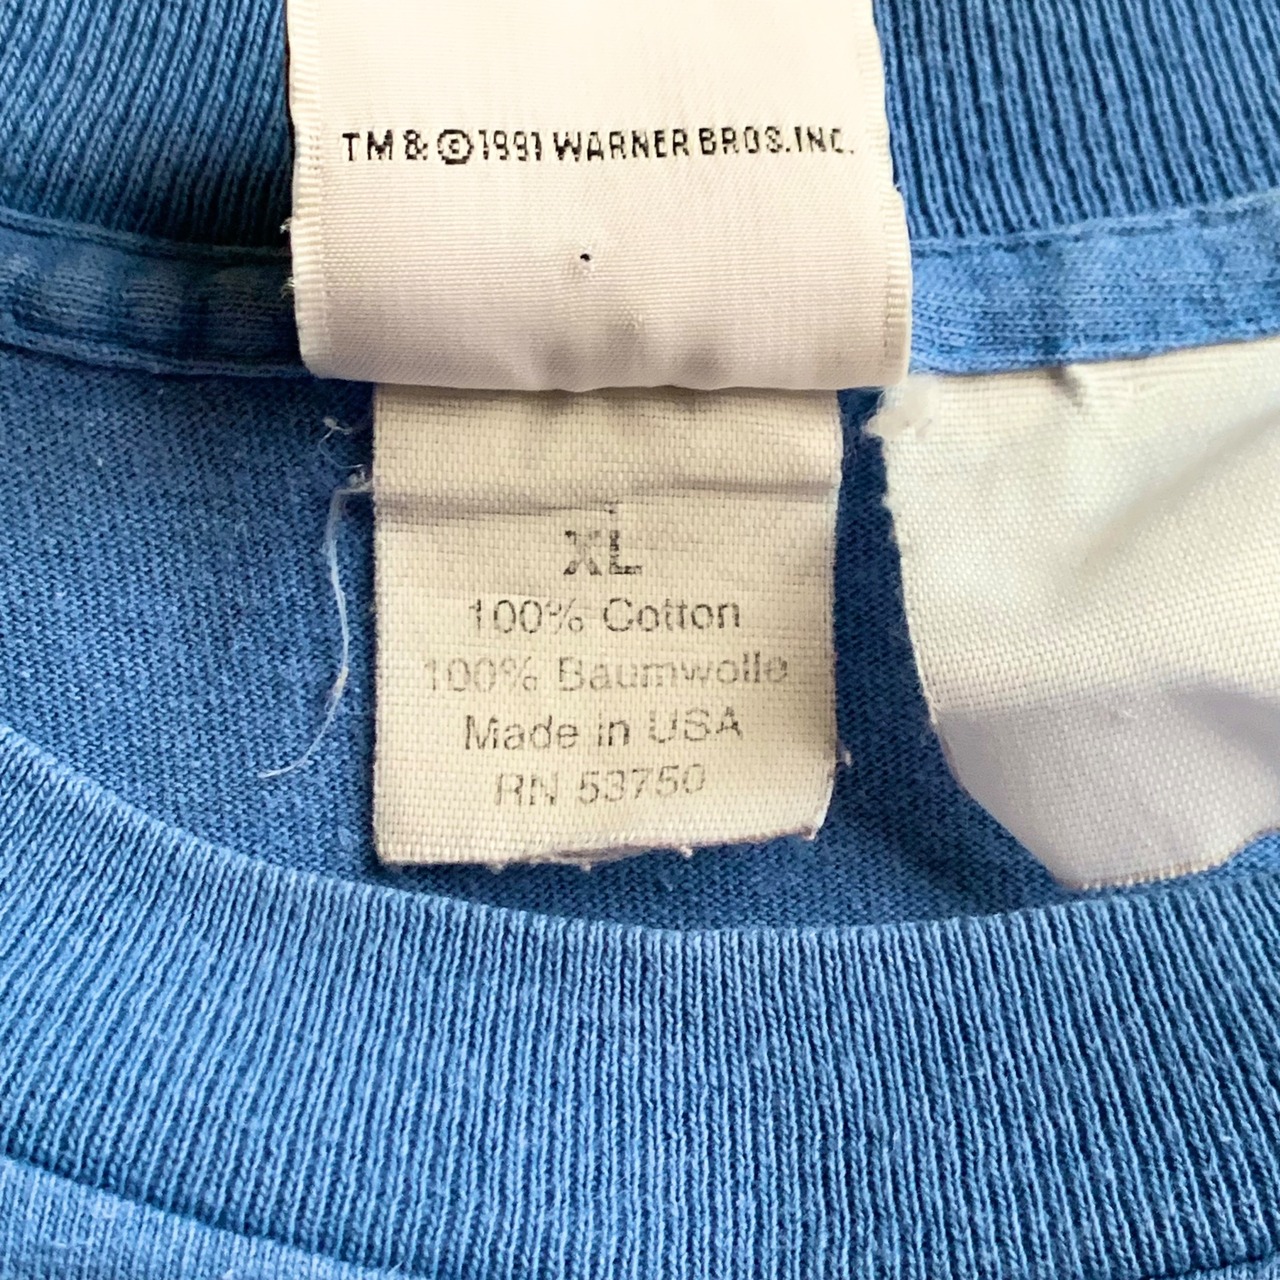 TM & ©1991 WARNER BROS. INC.
XL
100% Cotton
100% Baumwolle
Made in USA
RN 53750